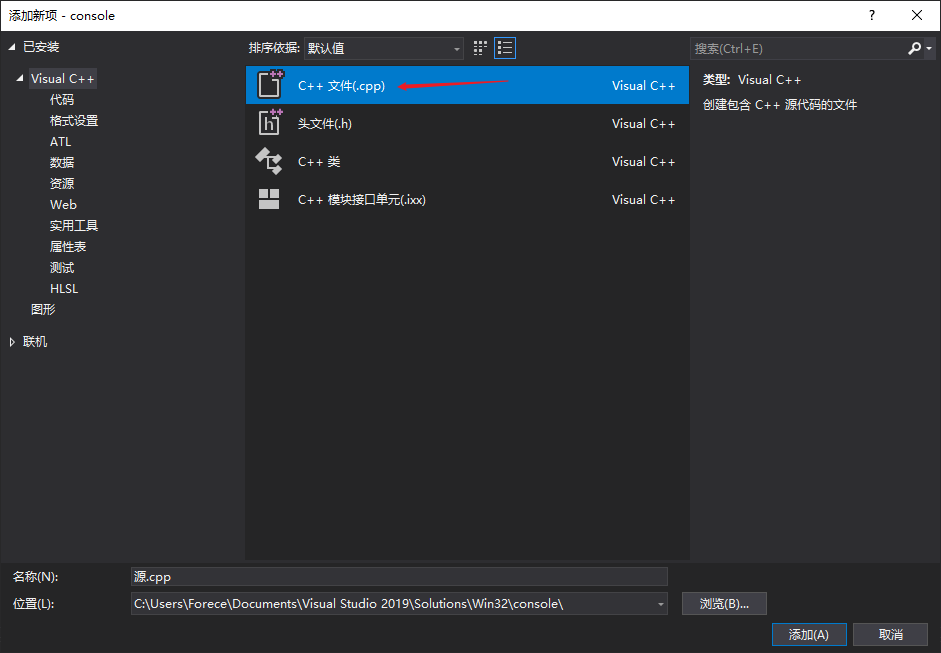 添加新项 - console
?
已安装
排序依据: 默认值
搜索(Ctrl+E)
Visual C++
代码
格式设置
ATL
数据
资源
Web
实用工具
属性表
测试
HLSL
图形
联机
C++ 文件(.cpp) Visual C++
头文件(.h) Visual C++
C++ 类 Visual C++
C++ 模块接口单元(.ixx) Visual C++
类型: Visual C++
创建包含 C++ 源代码的文件
名称(N): 源.cpp
位置(L): C:\Users\Forece\Documents\Visual Studio 2019\Solutions\Win32\console\
浏览(B)...
添加(A) 取消